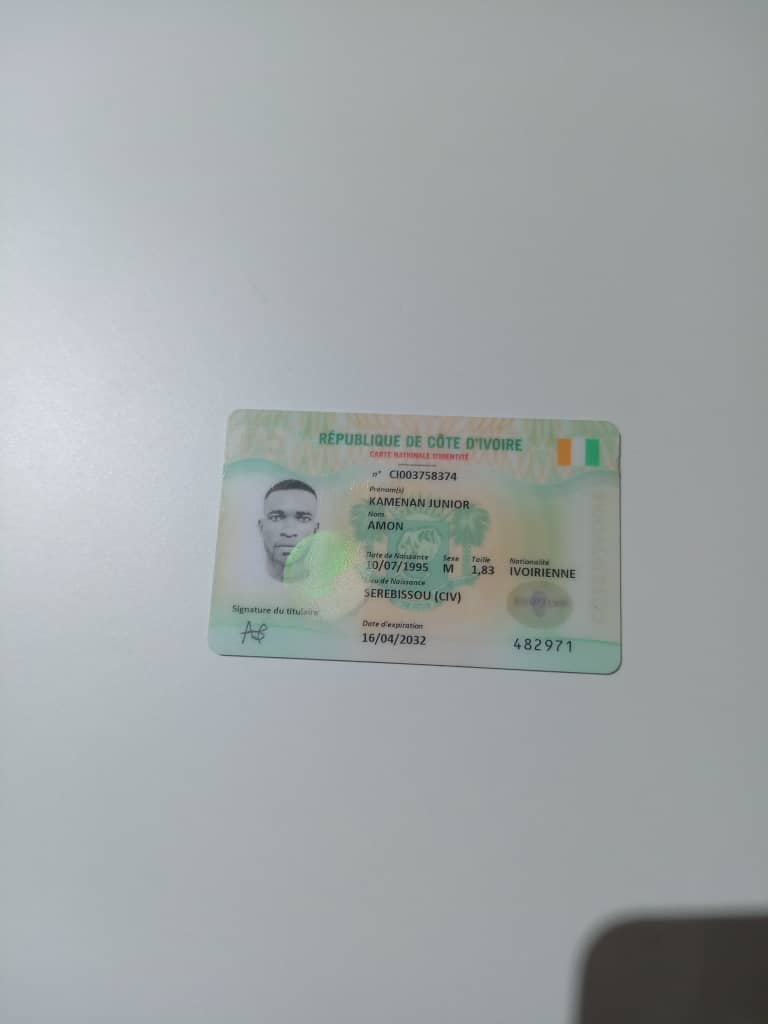 RÉPUBLIQUE DE CÔTE D'IVOIRE
CARTE NATIONALE D'IDENTITÉ
n° CI003758374
Prénom(s)
KAMENAN JUNIOR
Nom
AMON
Date de Naissance Sexe Taille Nationalité
10/07/1995 M 1,83 IVOIRIENNE
Lieu de Naissance
SEREBISSOU (CIV)
Signature du titulaire
Date d'expiration
16/04/2032
482971